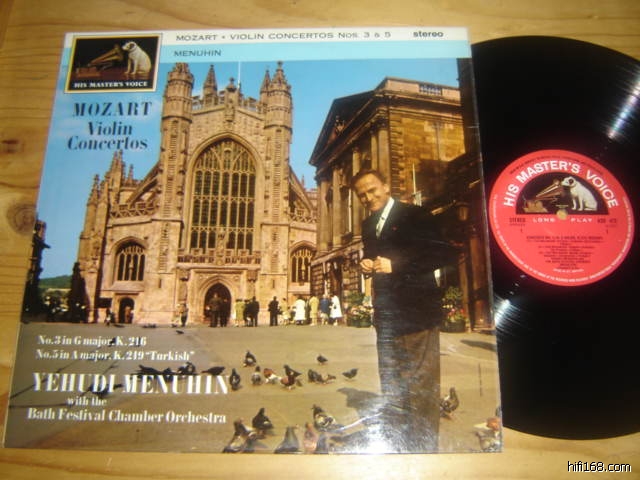 MOZART • VIOLIN CONCERTOS Nos. 3 & 5 stereo
MENUHIN
HIS MASTER'S VOICE
MOZART
Violin
Concertos
No.3 in G major, K. 216
No.5 in A major, K. 219 "Turkish"
YEHUDI MENUHIN
with the
Bath Festival Chamber Orchestra
HIS MASTER'S VOICE
STEREO
LONG PLAY
1
hifi168.com